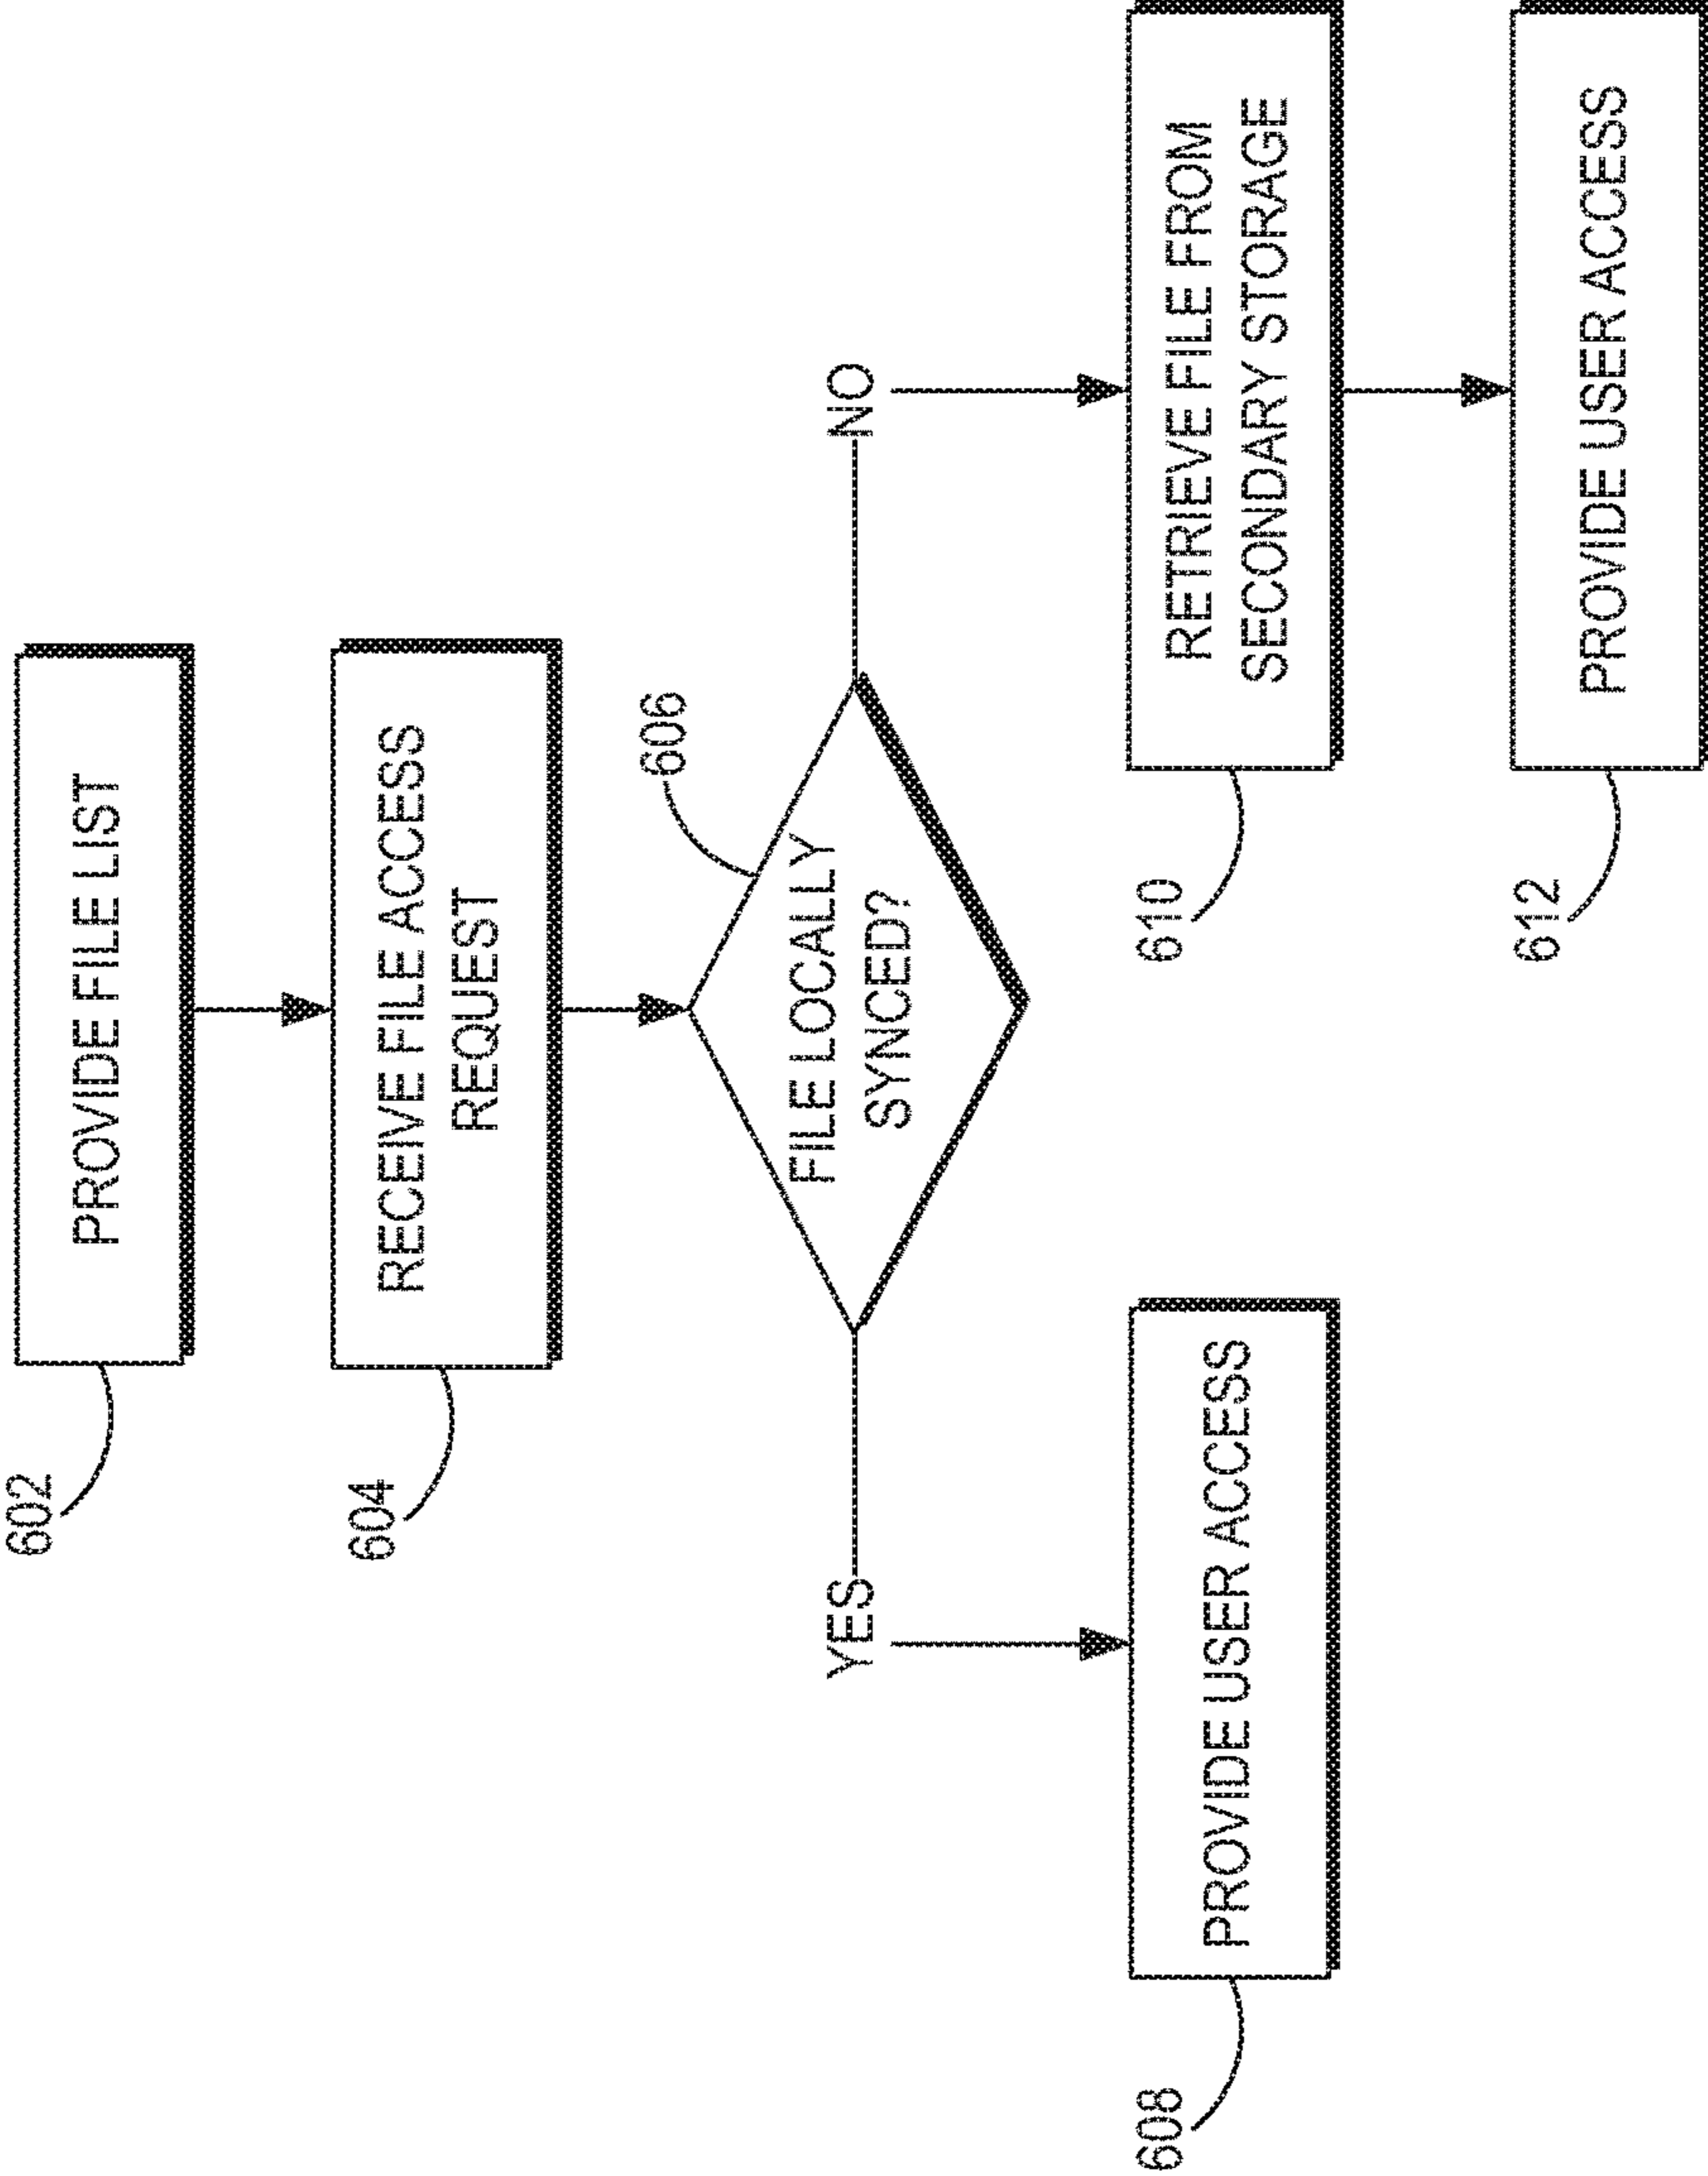 602
PROVIDE FILE LIST
604
RECEIVE FILE ACCESS
REQUEST
606
FILE LOCALLY
SYNCED?
YES
NO
608
PROVIDE USER ACCESS
610
RETRIEVE FILE FROM
SECONDARY STORAGE
612
PROVIDE USER ACCESS